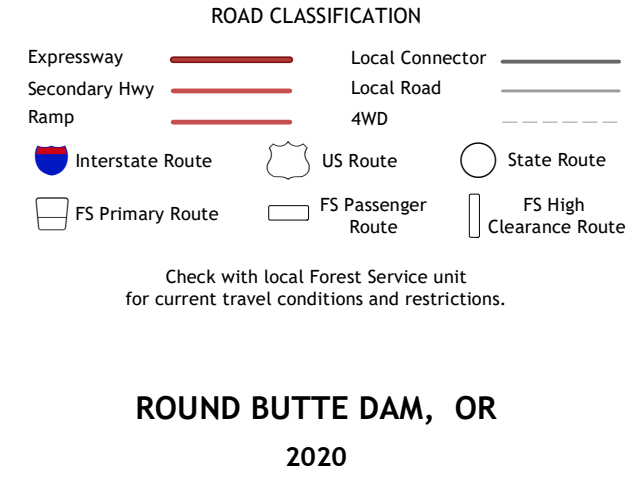 ROAD CLASSIFICATION
Expressway
Local Connector
Secondary Hwy
Local Road
Ramp
4WD
Interstate Route
US Route
State Route
FS Primary Route
FS Passenger
Route
FS High
Clearance Route
Check with local Forest Service unit
for current travel conditions and restrictions.
ROUND BUTTE DAM, OR
2020